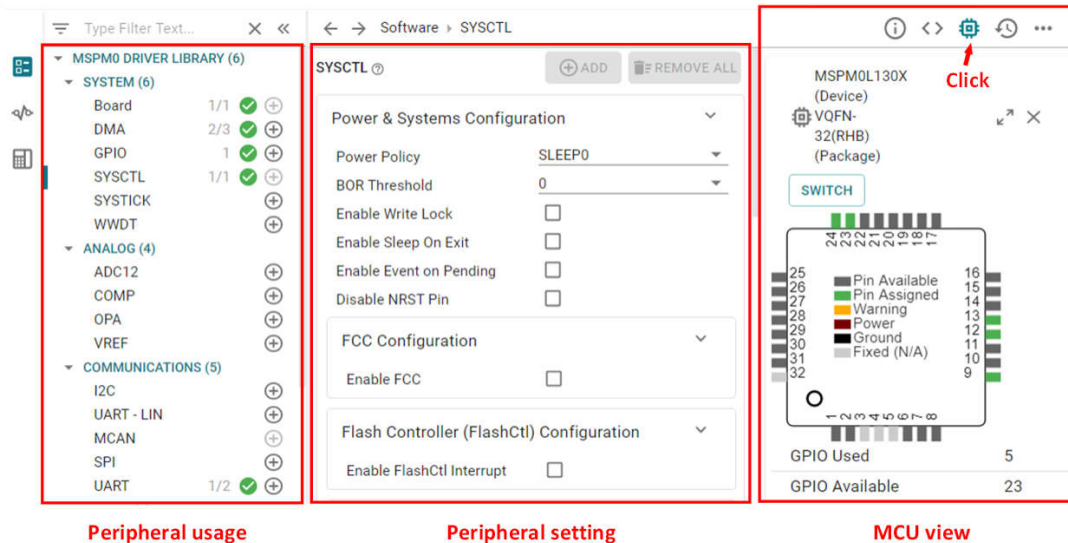 Type Filter Text...
MSPM0 DRIVER LIBRARY (6)
SYSTEM (6)
Board 1/1
DMA 2/3
GPIO 1
SYSCTL 1/1
SYSTICK
WWDT
ANALOG (4)
ADC12
COMP
OPA
VREF
COMMUNICATIONS (5)
I2C
UART - LIN
MCAN
SPI
UART 1/2
Peripheral usage
Software SYSCTL
SYSCTL
ADD
REMOVE ALL
Power & Systems Configuration
Power Policy SLEEP0
BOR Threshold 0
Enable Write Lock
Enable Sleep On Exit
Enable Event on Pending
Disable NRST Pin
FCC Configuration
Enable FCC
Flash Controller (FlashCtl) Configuration
Enable FlashCtl Interrupt
Peripheral setting
Click
MSPM0L130X
(Device)
VQFN-
32(RHB)
(Package)
SWITCH
24 23 22 21 20 19 18 17
25
26
27
28
29
30
31
32
Pin Available
Pin Assigned
Warning
Power
Ground
Fixed (N/A)
16
15
14
13
12
11
10
9
1 2 3 4 5 6 7 8
GPIO Used 5
GPIO Available 23
MCU view